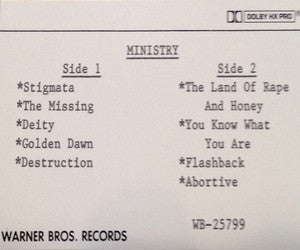 DOLBY HX PRO
MINISTRY
Side 1
*Stigmata
*The Missing
*Deity
*Golden Dawn
*Destruction
Side 2
*The Land Of Rape
And Honey
*You Know What
You Are
*Flashback
*Abortive
WB-25799
WARNER BROS. RECORDS